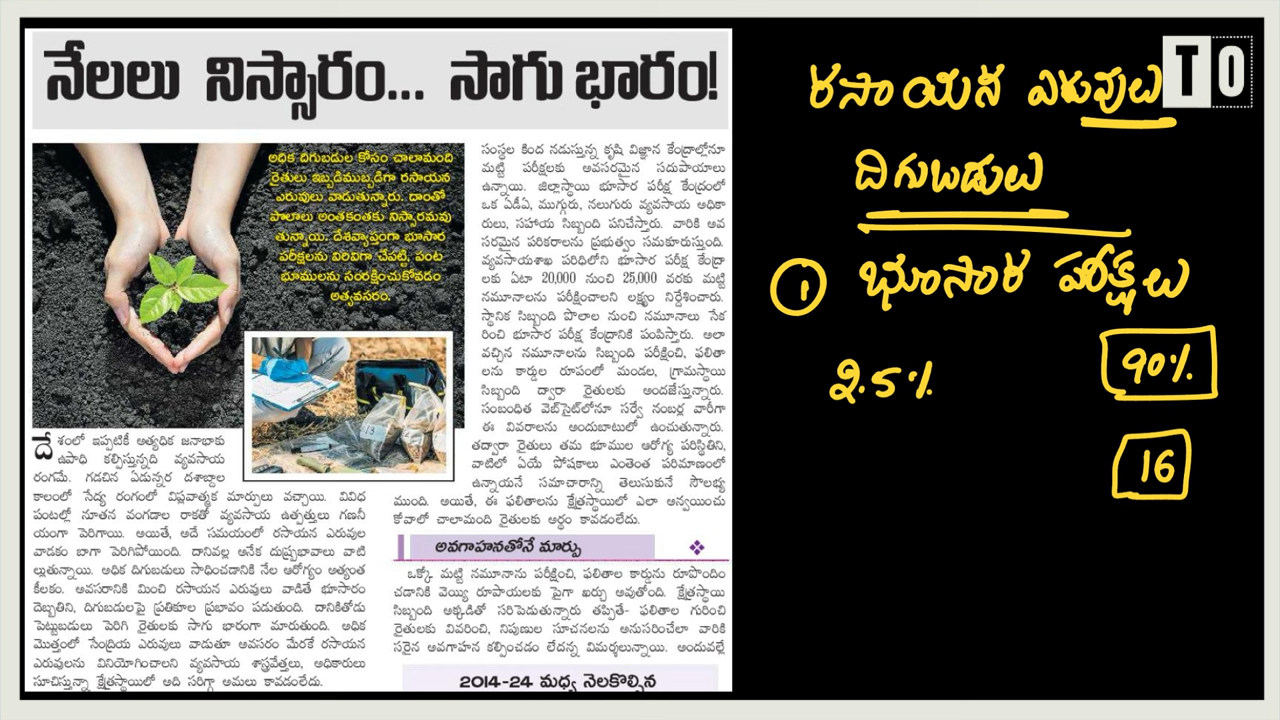 నేలలు నిస్సారం... సాగు భారం!
అధిక దిగుబడుల కోసం చాలామంది
రైతులు ఇబ్బడిముబ్బడిగా రసాయన
ఎరువులు వాడుతున్నారు. దాంతో
పొలాలు అంతకంతకు నిస్సారమవు
తున్నాయి. దేశవ్యాప్తంగా భూసార
పరీక్షలను విరివిగా చేపట్టి, పంట
భూములను సంరక్షించుకోవడం
అత్యవసరం.
దేశంలో ఇప్పటికీ అత్యధిక జనాభాకు
ఉపాధి కల్పిస్తున్నది వ్యవసాయ
రంగమే. గడచిన ఏడున్నర దశాబ్దాల
కాలంలో సేద్య రంగంలో విప్లవాత్మక మార్పులు వచ్చాయి. వివిధ
పంటల్లో నూతన వంగడాల రాకతో వ్యవసాయ ఉత్పత్తులు గణనీ
యంగా పెరిగాయి. అయితే, అదే సమయంలో రసాయన ఎరువుల
వాడకం బాగా పెరిగిపోయింది. దానివల్ల అనేక దుష్ప్రభావాలు వాటి
ల్లుతున్నాయి. అధిక దిగుబడులు సాధించడానికి నేల ఆరోగ్యం అత్యంత
కీలకం. అవసరానికి మించి రసాయన ఎరువులు వాడితే భూసారం
దెబ్బతిని, దిగుబడులపై ప్రతికూల ప్రభావం పడుతుంది. దానికితోడు
పెట్టుబడులు పెరిగి రైతులకు సాగు భారంగా మారుతుంది. అధిక
మొత్తంలో సేంద్రియ ఎరువులు వాడుతూ అవసరం మేరకే రసాయన
ఎరువులను వినియోగించాలని వ్యవసాయ శాస్త్రవేత్తలు, అధికారులు
సూచిస్తున్నా క్షేత్రస్థాయిలో అది సరిగ్గా అమలు కావడంలేదు.
సంస్థల కింద నడుస్తున్న కృషి విజ్ఞాన కేంద్రాల్లోనూ
మట్టి పరీక్షలకు అవసరమైన సదుపాయాలు
ఉన్నాయి. జిల్లాస్థాయి భూసార పరీక్ష కేంద్రంలో
ఒక ఏడీఏ, ముగ్గురు, నలుగురు వ్యవసాయ అధికా
రులు, సహాయ సిబ్బంది పనిచేస్తారు. వారికి అవ
సరమైన పరికరాలను ప్రభుత్వం సమకూరుస్తుంది.
వ్యవసాయశాఖ పరిధిలోని భూసార పరీక్ష కేంద్రా
లకు ఏటా 20,000 నుంచి 25,000 వరకు మట్టి
నమూనాలను పరీక్షించాలని లక్ష్యం నిర్దేశించారు.
స్థానిక సిబ్బంది పొలాల నుంచి నమూనాలు సేక
రించి భూసార పరీక్ష కేంద్రానికి పంపిస్తారు. అలా
వచ్చిన నమూనాలను సిబ్బంది పరీక్షించి, ఫలితా
లను కార్డుల రూపంలో మండల, గ్రామస్థాయి
సిబ్బంది ద్వారా రైతులకు అందజేస్తున్నారు.
సంబంధిత వెబ్‌సైట్‌లోనూ సర్వే నంబర్ల వారీగా
ఈ వివరాలను అందుబాటులో ఉంచుతున్నారు.
తద్వారా రైతులు తమ భూముల ఆరోగ్య పరిస్థితిని,
వాటిలో ఏయే పోషకాలు ఎంతెంత పరిమాణంలో
ఉన్నాయనే సమాచారాన్ని తెలుసుకునే సౌలభ్య
ముంది. అయితే, ఈ ఫలితాలను క్షేత్రస్థాయిలో ఎలా అన్వయించు
కోవాలో చాలామంది రైతులకు అర్థం కావడంలేదు.
అవగాహనతోనే మార్పు
ఒక్కో మట్టి నమూనాను పరీక్షించి, ఫలితాల కార్డును రూపొందిం
చడానికి వెయ్యి రూపాయలకు పైగా ఖర్చు అవుతోంది. క్షేత్రస్థాయి
సిబ్బంది అక్కడితో సరిపెడుతున్నారు తప్పితే- ఫలితాల గురించి
రైతులకు వివరించి, నిపుణుల సూచనలను అనుసరించేలా వారికి
సరైన అవగాహన కల్పించడం లేదన్న విమర్శలున్నాయి. అందువల్లే
2014-24 మధ్య నెలకొల్పిన
రసాయన ఎరువులు
TO
దిగుబడులు
1 భూసార పరీక్షలు
2.5%
90%
16